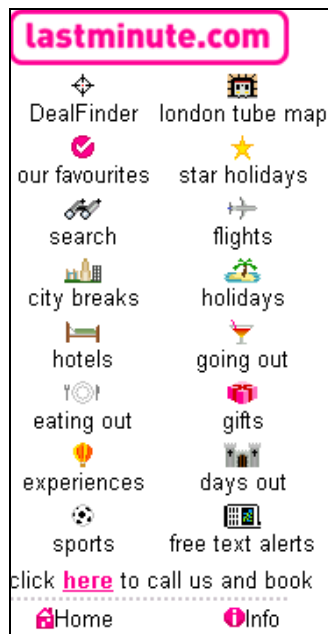 lastminute.com
DealFinder london tube map
our favourites star holidays
search flights
city breaks holidays
hotels going out
eating out gifts
experiences days out
sports free text alerts
click here to call us and book
Home Info